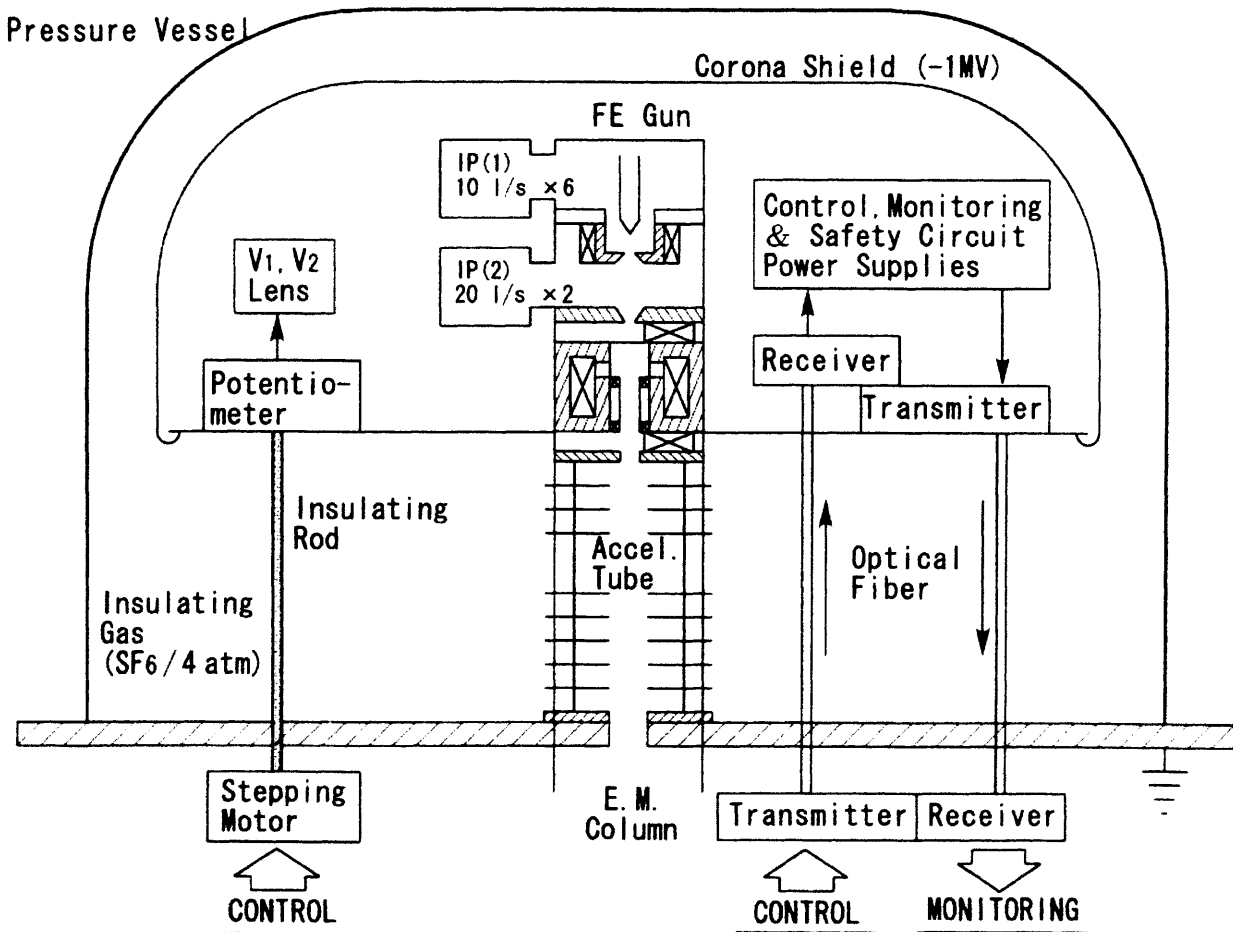 Pressure Vessel
Corona Shield (-1MV)
FE Gun
IP(1)
10 l/s ×6
IP(2)
20 l/s ×2
V1, V2
Lens
Control, Monitoring
& Safety Circuit
Power Supplies
Potentio-
meter
Receiver
Transmitter
Insulating
Rod
Accel.
Tube
Optical
Fiber
Insulating
Gas
(SF6/4 atm)
Stepping
Motor
E. M.
Column
Transmitter
Receiver
CONTROL
CONTROL
MONITORING